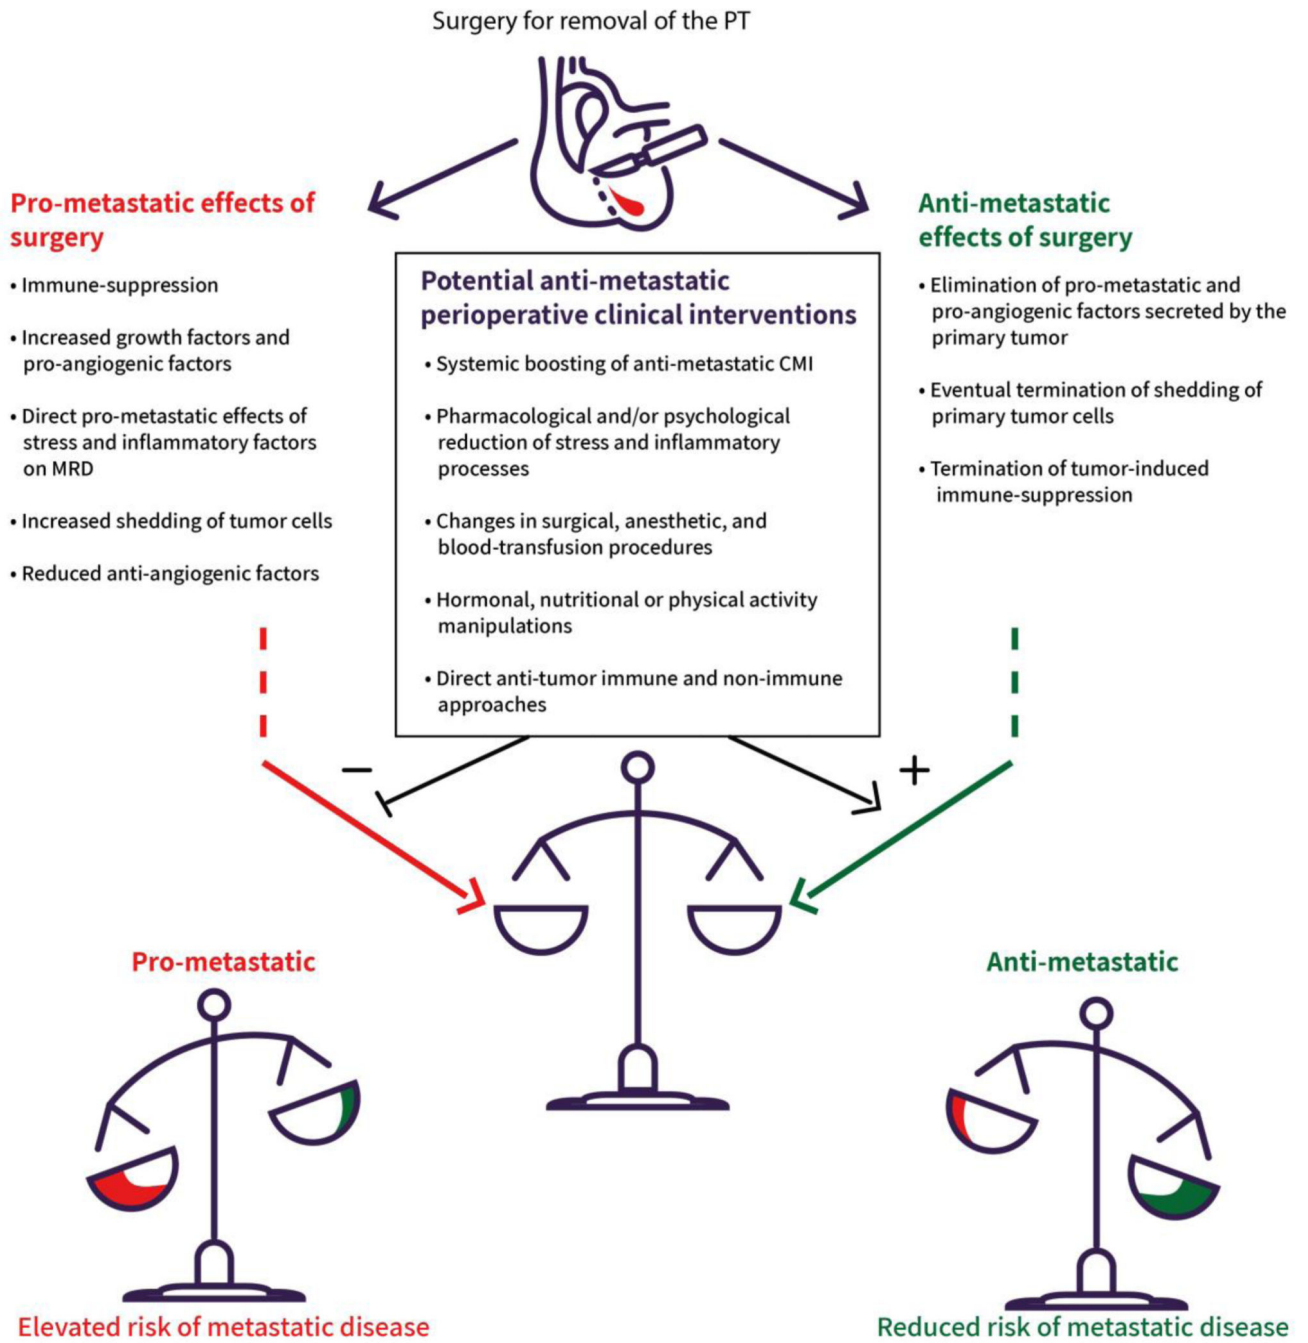 Surgery for removal of the PT
Pro-metastatic effects of
surgery
• Immune-suppression
• Increased growth factors and
pro-angiogenic factors
• Direct pro-metastatic effects of
stress and inflammatory factors
on MRD
• Increased shedding of tumor cells
• Reduced anti-angiogenic factors
Potential anti-metastatic
perioperative clinical interventions
• Systemic boosting of anti-metastatic CMI
• Pharmacological and/or psychological
reduction of stress and inflammatory
processes
• Changes in surgical, anesthetic, and
blood-transfusion procedures
• Hormonal, nutritional or physical activity
manipulations
• Direct anti-tumor immune and non-immune
approaches
Anti-metastatic
effects of surgery
• Elimination of pro-metastatic and
pro-angiogenic factors secreted by the
primary tumor
• Eventual termination of shedding of
primary tumor cells
• Termination of tumor-induced
immune-suppression
−
+
Pro-metastatic
Anti-metastatic
Elevated risk of metastatic disease
Reduced risk of metastatic disease